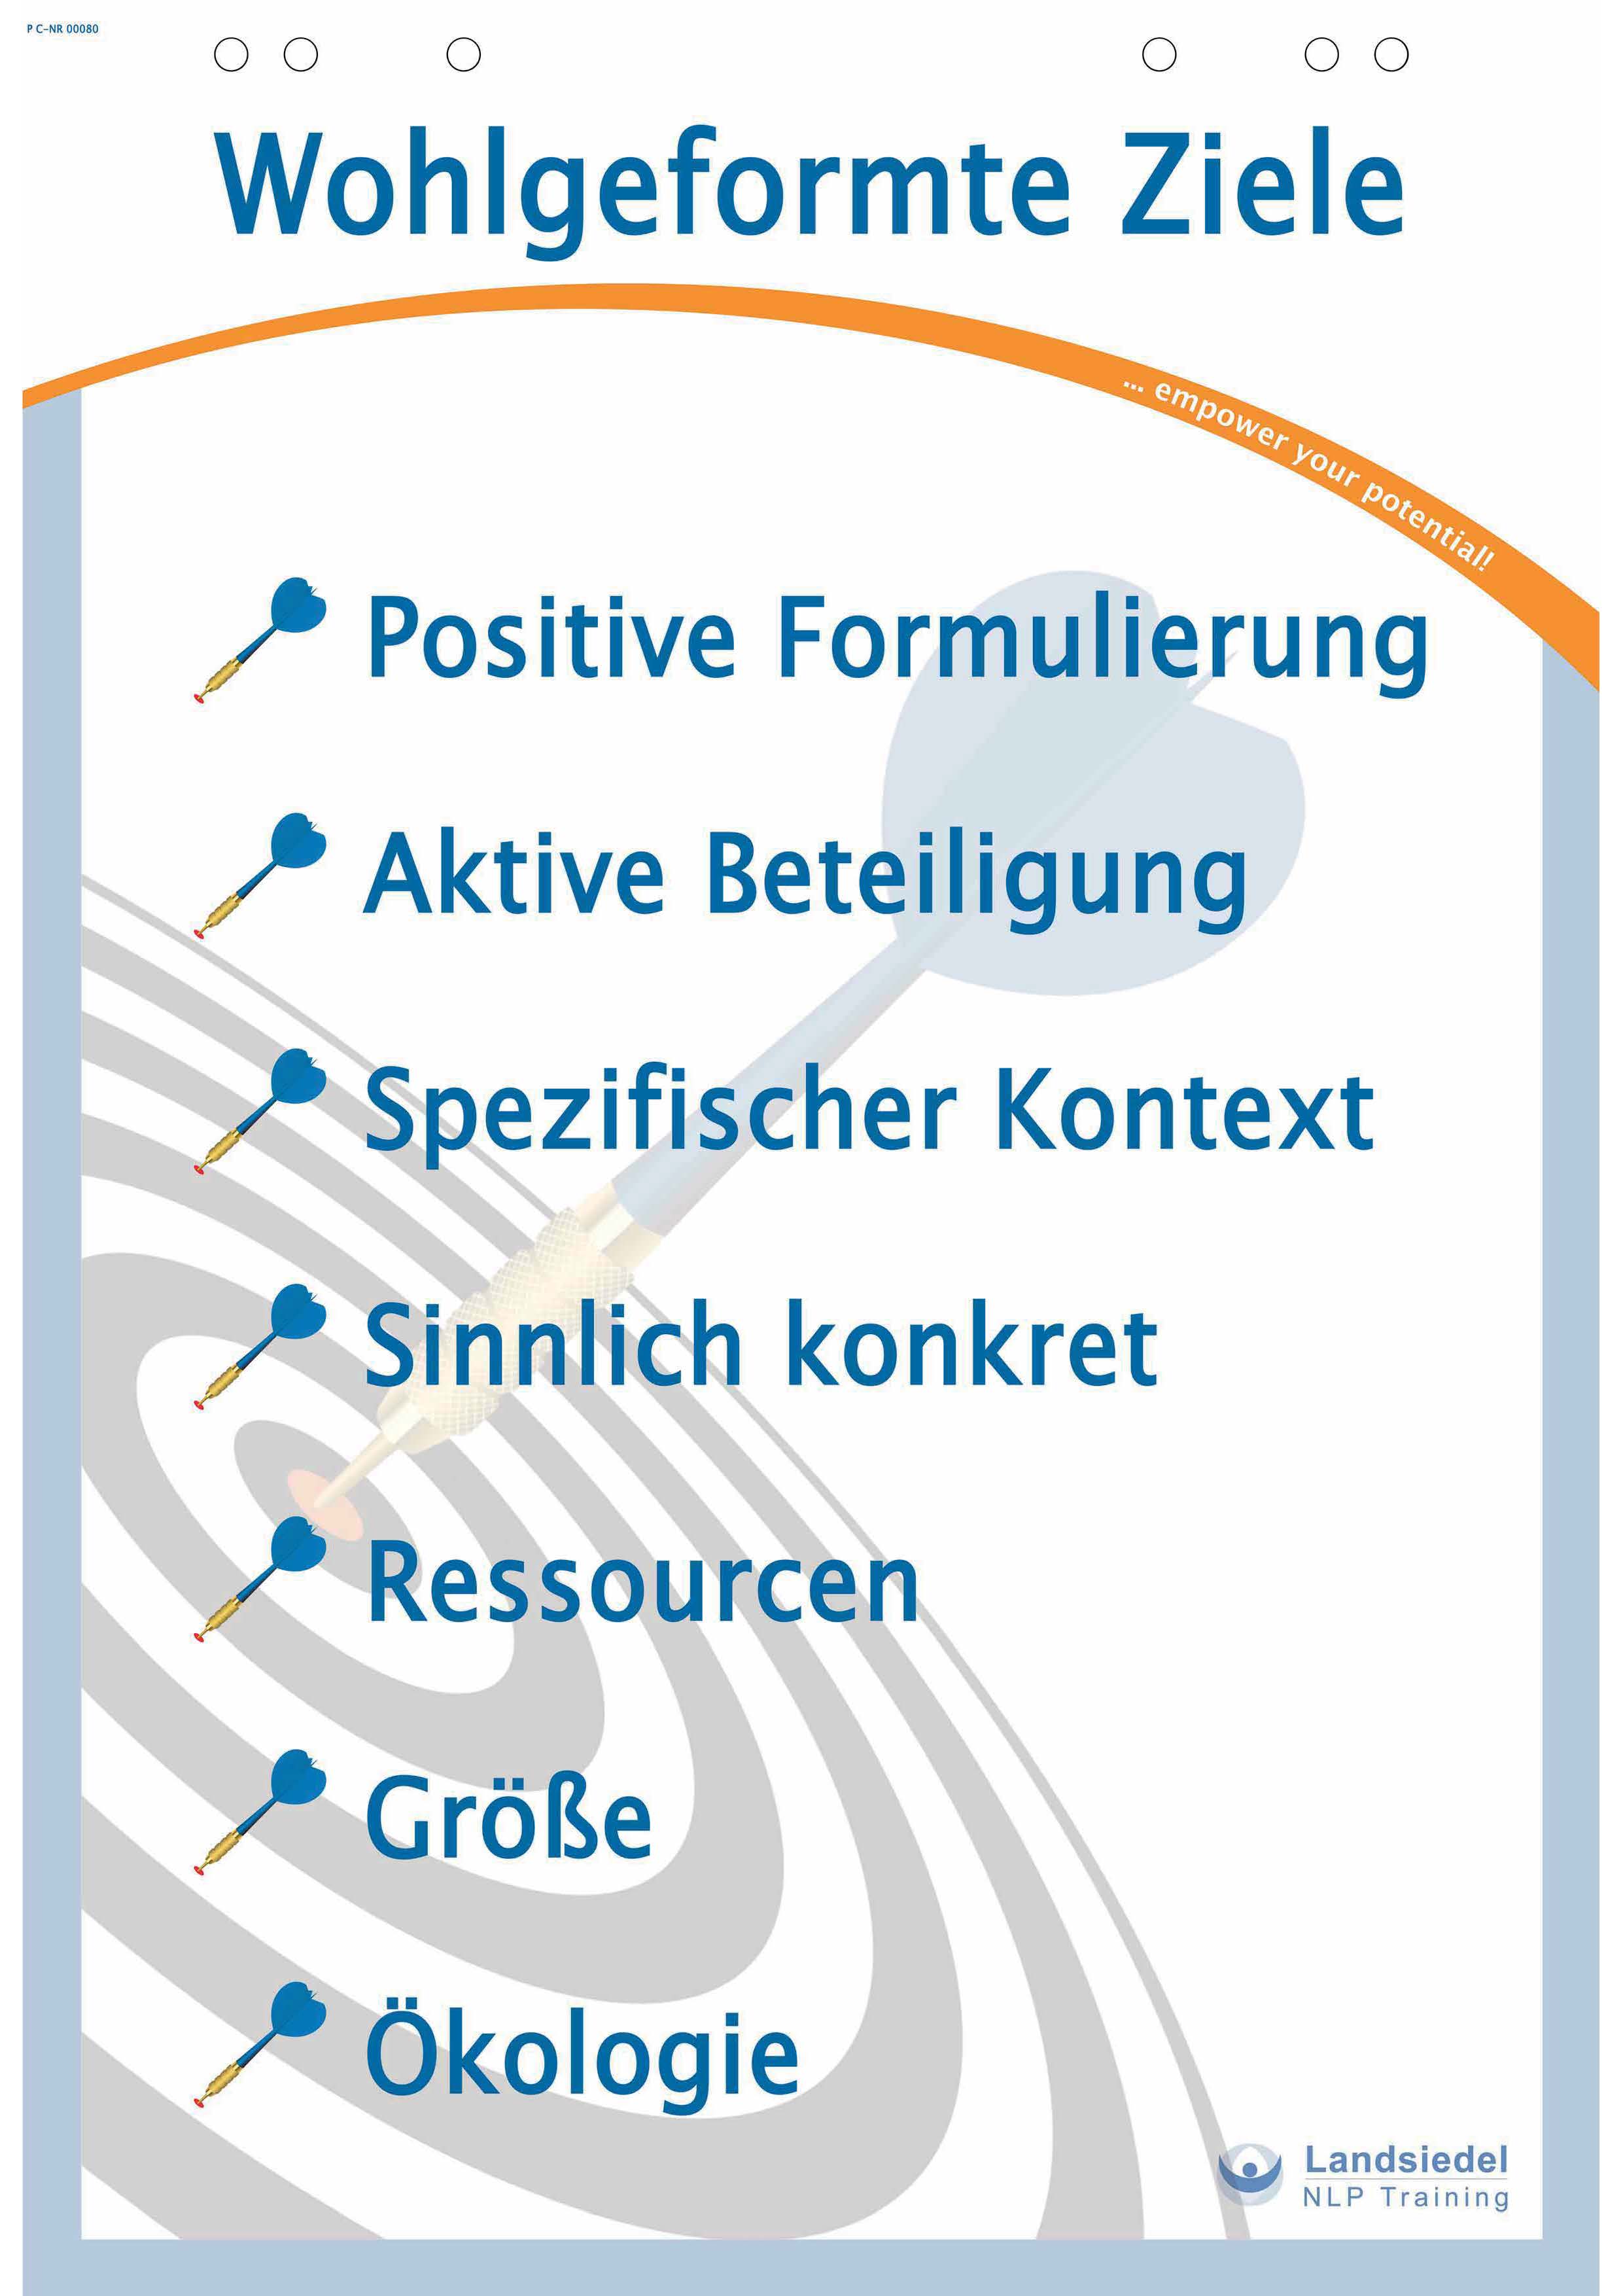 P C-NR 00080
Wohlgeformte Ziele
... empower your potential!
Positive Formulierung
Aktive Beteiligung
Spezifischer Kontext
Sinnlich konkret
Ressourcen
Größe
Ökologie
Landsiedel
NLP Training